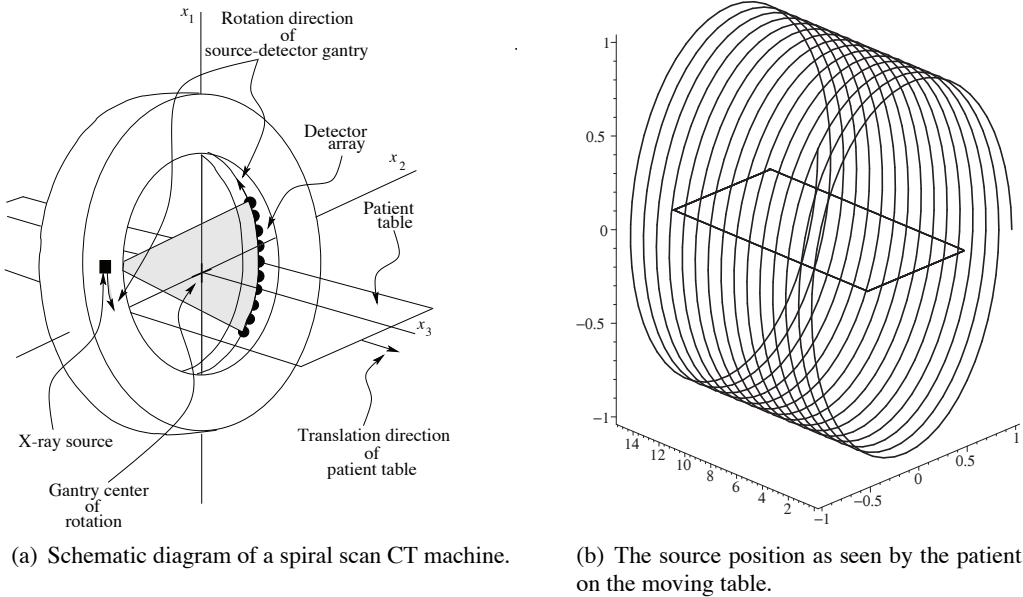 x1
Rotation direction
of
source-detector gantry
Detector
array
x2
Patient
table
x3
X-ray source
Translation direction
of
patient table
Gantry center
of
rotation
(a) Schematic diagram of a spiral scan CT machine.
1
0.5
0
−0.5
−1
14
12
10
8
6
4
2
−1
−0.5
0
0.5
1
(b) The source position as seen by the patient
on the moving table.